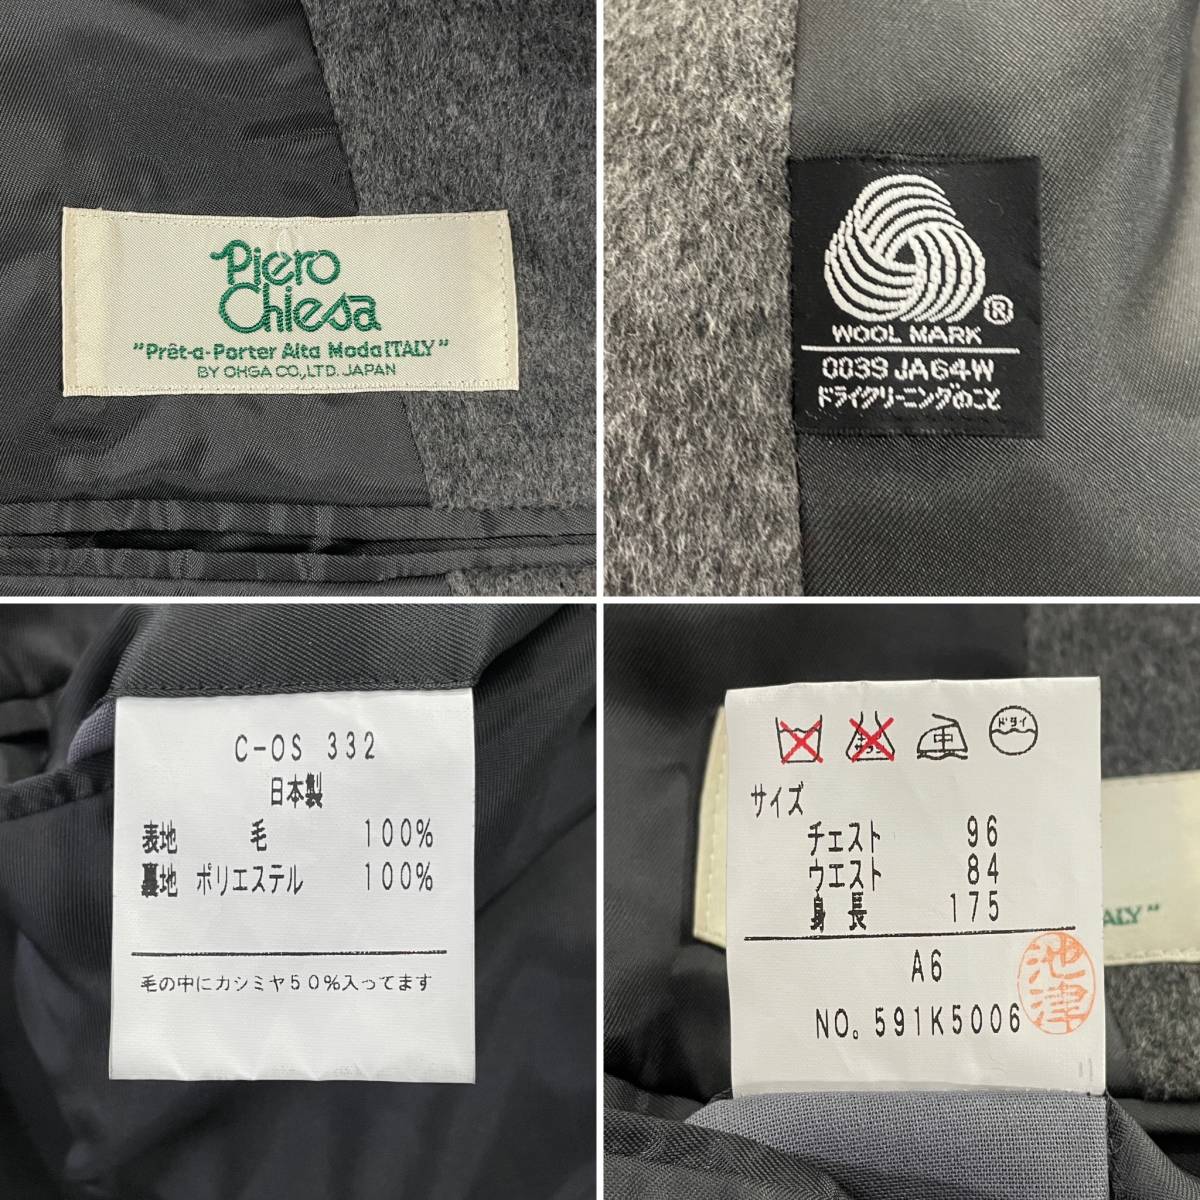 Piero
Chiesa
"Prêt-a-Porter Alta Moda ITALY"
BY OHGA CO.,LTD. JAPAN
®
WOOL MARK
0039 JA64W
ドライクリーニングのこと
C-OS 332
日本製
表地 毛 100%
裏地 ポリエステル 100%
毛の中にカシミヤ50%入ってます
中 ドライ
サイズ
チェスト 96
ウエスト 84
身長 175
ALY"
A6
池津
NO。591K5006